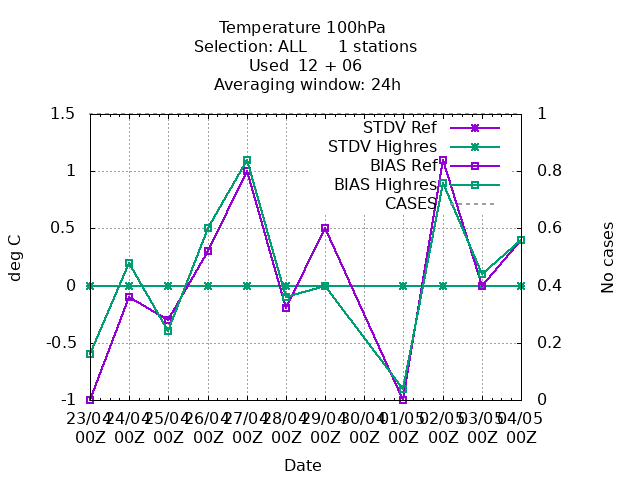 Temperature 100hPa
Selection: ALL 1 stations
Used 12 + 06
Averaging window: 24h
1.5
1
0.5
0
-0.5
-1
deg C
1
0.8
0.6
0.4
0.2
0
No cases
STDV Ref
STDV Highres
BIAS Ref
BIAS Highres
CASES
23/04 24/04 25/04 26/04 27/04 28/04 29/04 30/04 01/05 02/05 03/05 04/05
00Z 00Z 00Z 00Z 00Z 00Z 00Z 00Z 00Z 00Z 00Z 00Z
Date